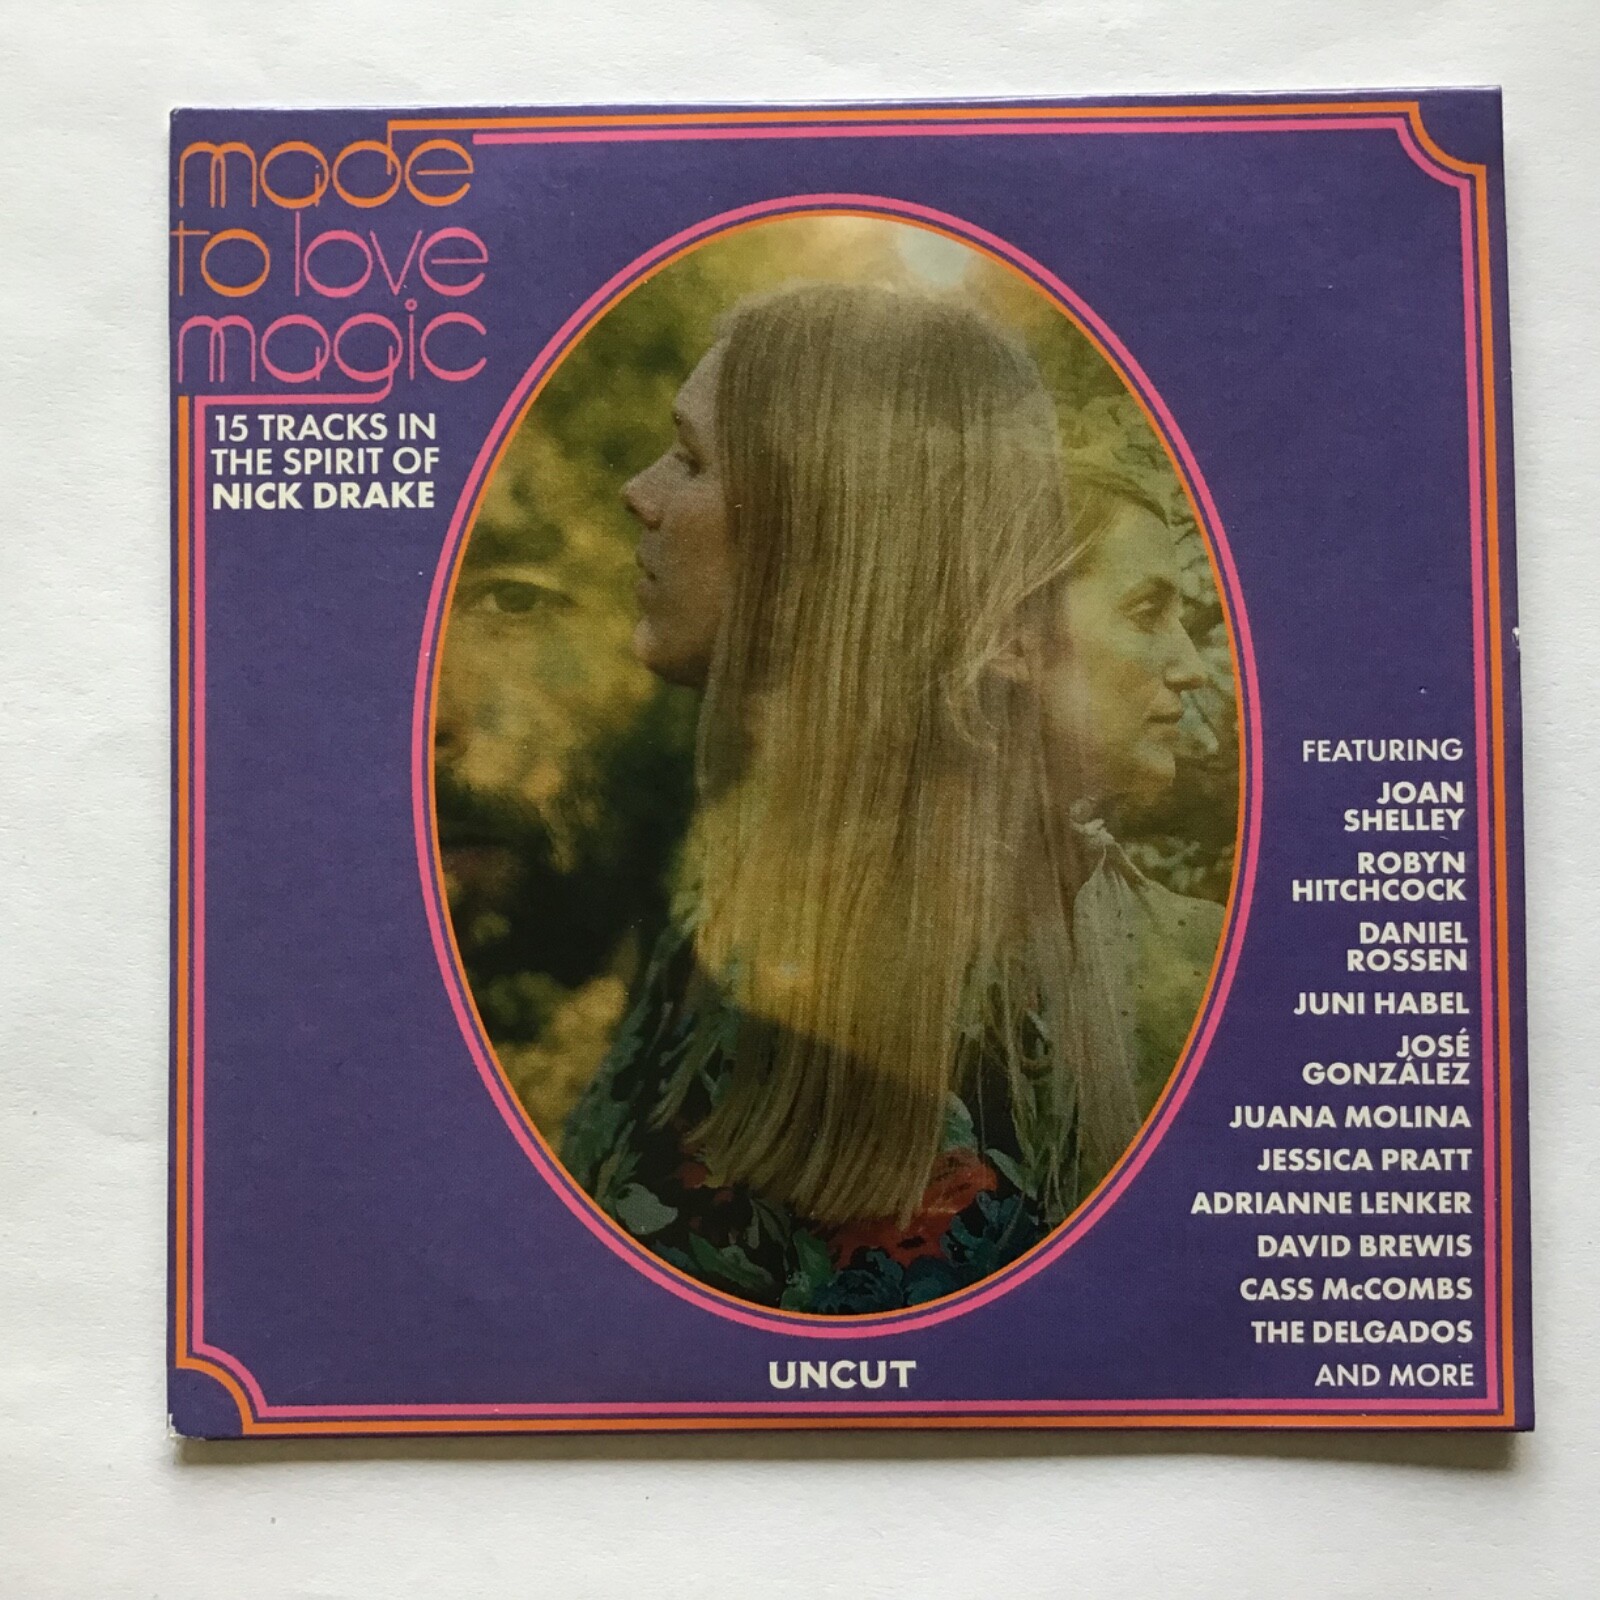 made
to love
magic
15 TRACKS IN
THE SPIRIT OF
NICK DRAKE
FEATURING
JOAN
SHELLEY
ROBYN
HITCHCOCK
DANIEL
ROSSEN
JUNI HABEL
JOSÉ
GONZÁLEZ
JUANA MOLINA
JESSICA PRATT
ADRIANNE LENKER
DAVID BREWIS
CASS McCOMBS
THE DELGADOS
AND MORE
UNCUT